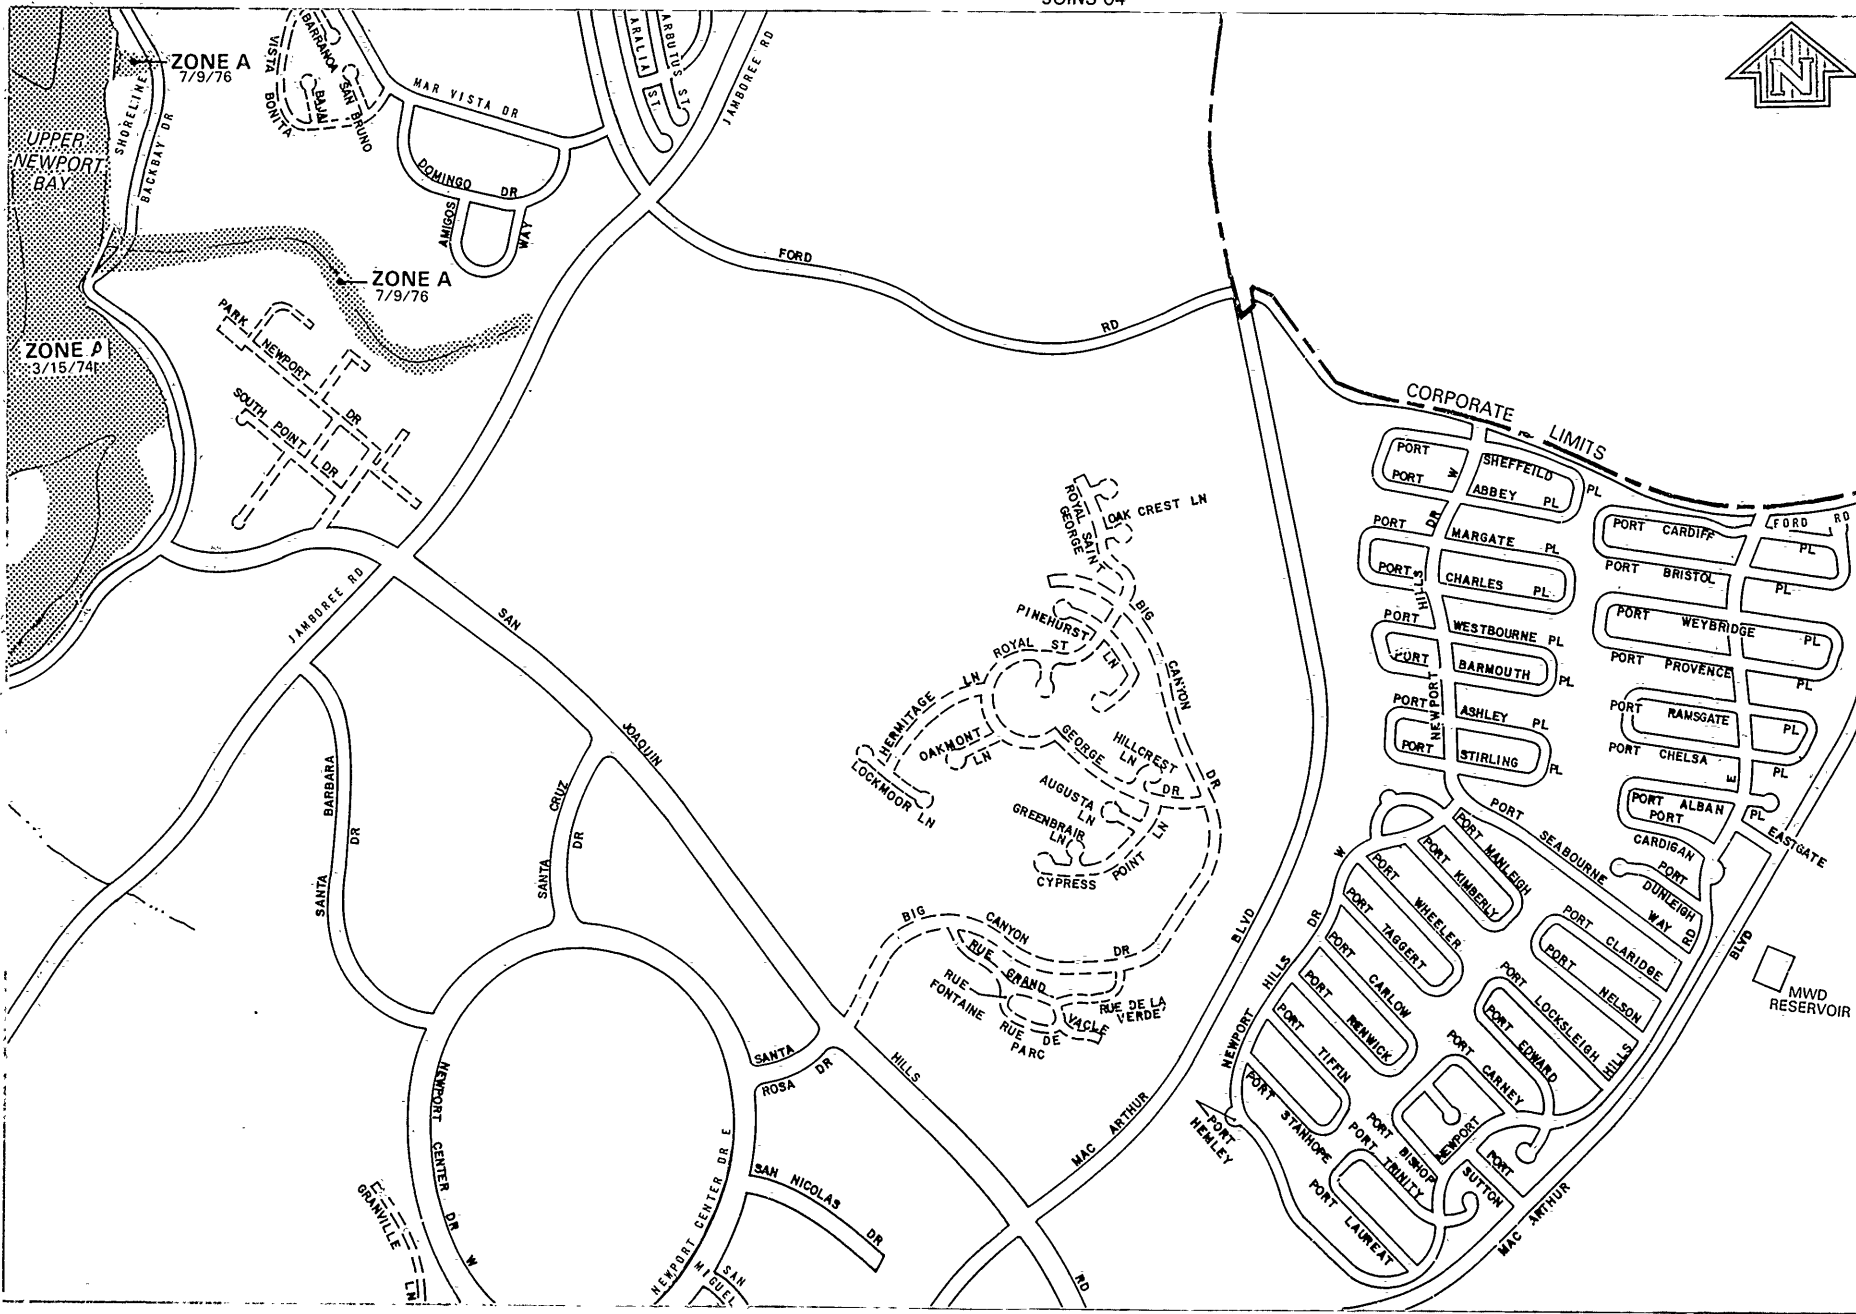 JOINS 04
N
ZONE A
7/9/76
UPPER
NEWPORT
BAY
SHORELINE
BACKBAY DR
VISTA
BONITA
BARRANCA
BAJA
SAN
BRUNO
MAR VISTA DR
DOMINGO DR
AMIGOS
WAY
ARALIA
ST
ARBUTUS
ST
JAMBOREE RD
ZONE A
7/9/76
ZONE A
3/15/74
PARK
NEWPORT
DR
SOUTH
POINT
DR
FORD
RD
CORPORATE
LIMITS
JAMBOREE RD
SAN
JOAQUIN
HILLS
RD
SANTA
BARBARA
DR
SANTA
CRUZ
DR
SANTA
ROSA DR
NEWPORT CENTER DR W
NEWPORT CENTER DR E
SAN NICOLAS DR
SAN
MIGUEL
GRANVILLE
LN
ROYAL
SAINT
GEORGE
OAK CREST LN
BIG
CANYON
DR
PINEHURST
LN
ROYAL ST
GEORGE
DR
HERMITAGE LN
OAKMONT
LN
LOCKMOOR LN
HILLCREST
LN
AUGUSTA
LN
GREENBRAIR
LN
CYPRESS
POINT
LN
BIG
CANYON
DR
RUE
GRAND
VACLE
RUE
FONTAINE
RUE
DE
PARC
RUE DE LA
VERDE
MAC ARTHUR
BLVD
NEWPORT
HILLS
DR
W
PORT
SHEFFEILD
PL
PORT
ABBEY
PL
PORT
MARGATE
PL
PORT
CHARLES
PL
PORT
WESTBOURNE PL
PORT
BARMOUTH
PL
PORT
ASHLEY
PL
PORT
STIRLING
PL
NEWPORT
HILLS
DR
W
FORD RD
PORT CARDIFF
PL
PORT BRISTOL
PL
PORT WEYBRIDGE
PL
PORT PROVENCE
PL
PORT RAMSGATE
PL
PORT CHELSA
PL
E
PORT ALBAN
PL
PORT
CARDIGAN
EASTGATE
PORT
DUNLEIGH
PORT
SEABOURNE
WAY
RD
PORT MANLEIGH
PORT KIMBERLY
PORT WHEELER
PORT TAGGERT
PORT CARLOW
PORT RENWICK
PORT TIFFIN
PORT STANHOPE
PORT
HEMLEY
PORT CLARIDGE
PORT NELSON
PORT LOCKSLEIGH
PORT EDWARD
PORT CARNEY
PORT BISHOP
PORT TRINITY
PORT LAUREAT
NEWPORT
HILLS
PORT
SUTTON
MAC ARTHUR
BLVD
MWD
RESERVOIR